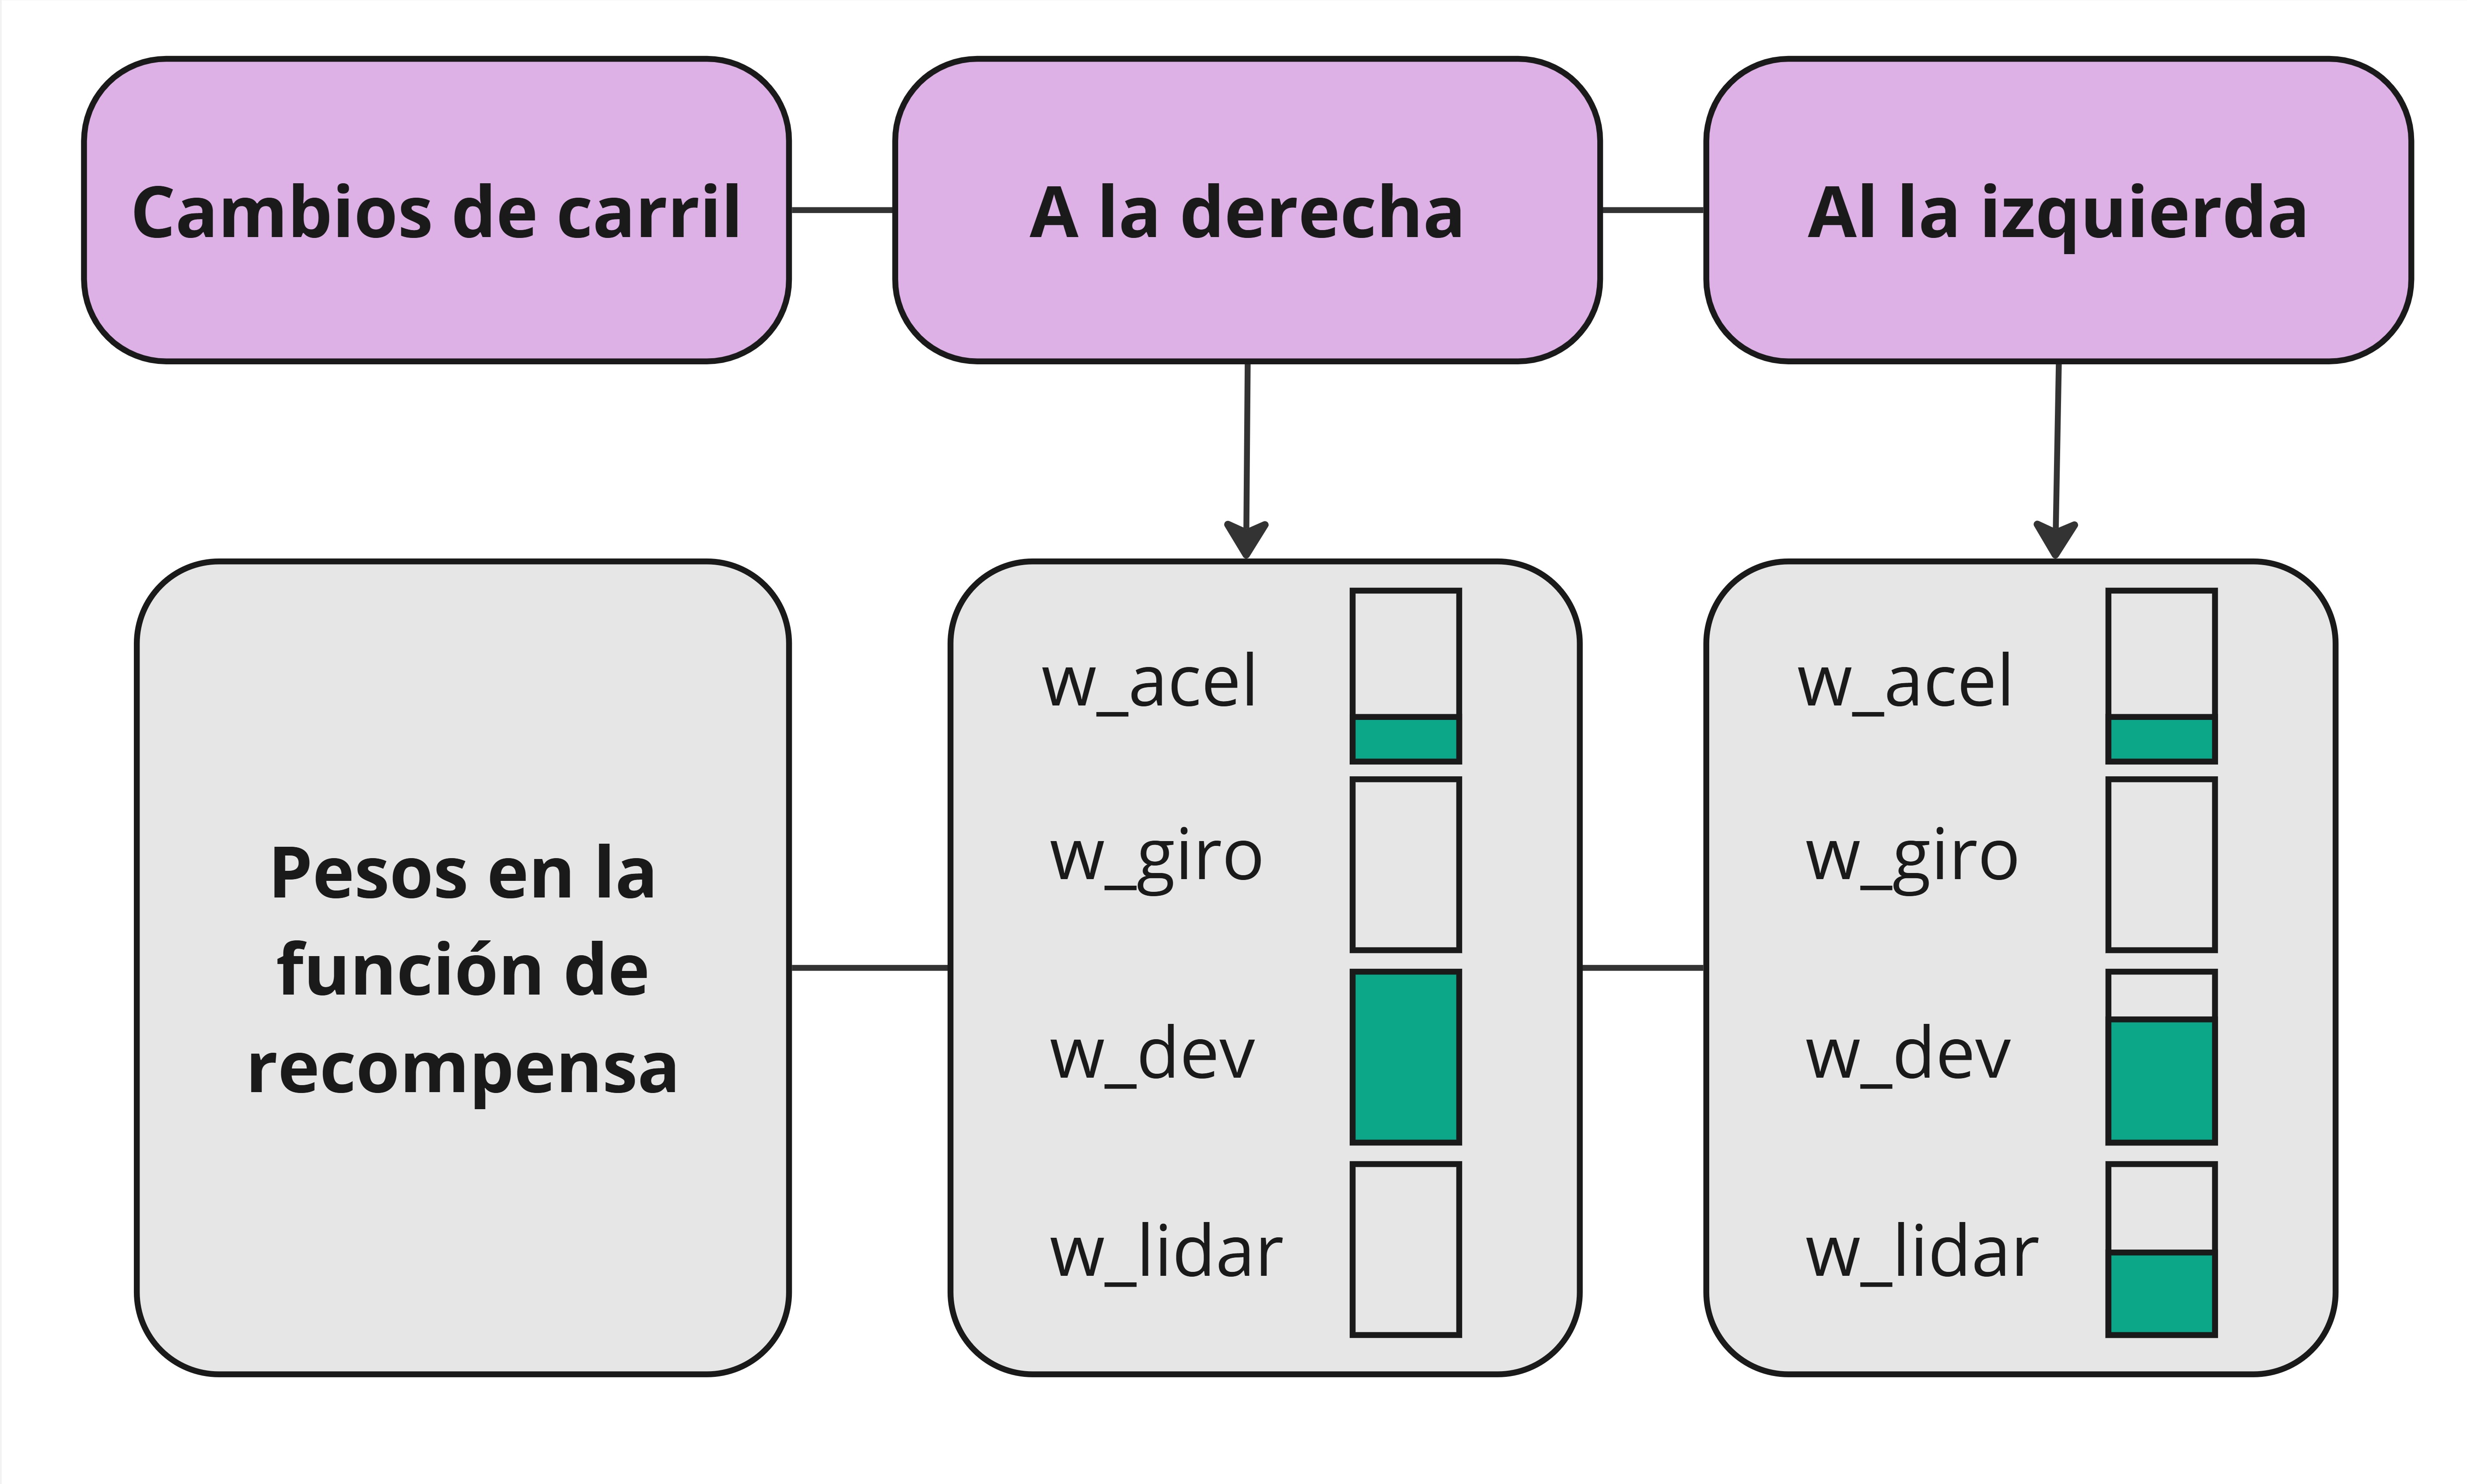 Cambios de carril
A la derecha
Al la izquierda
Pesos en la
función de
recompensa
w_acel
w_giro
w_dev
w_lidar
w_acel
w_giro
w_dev
w_lidar